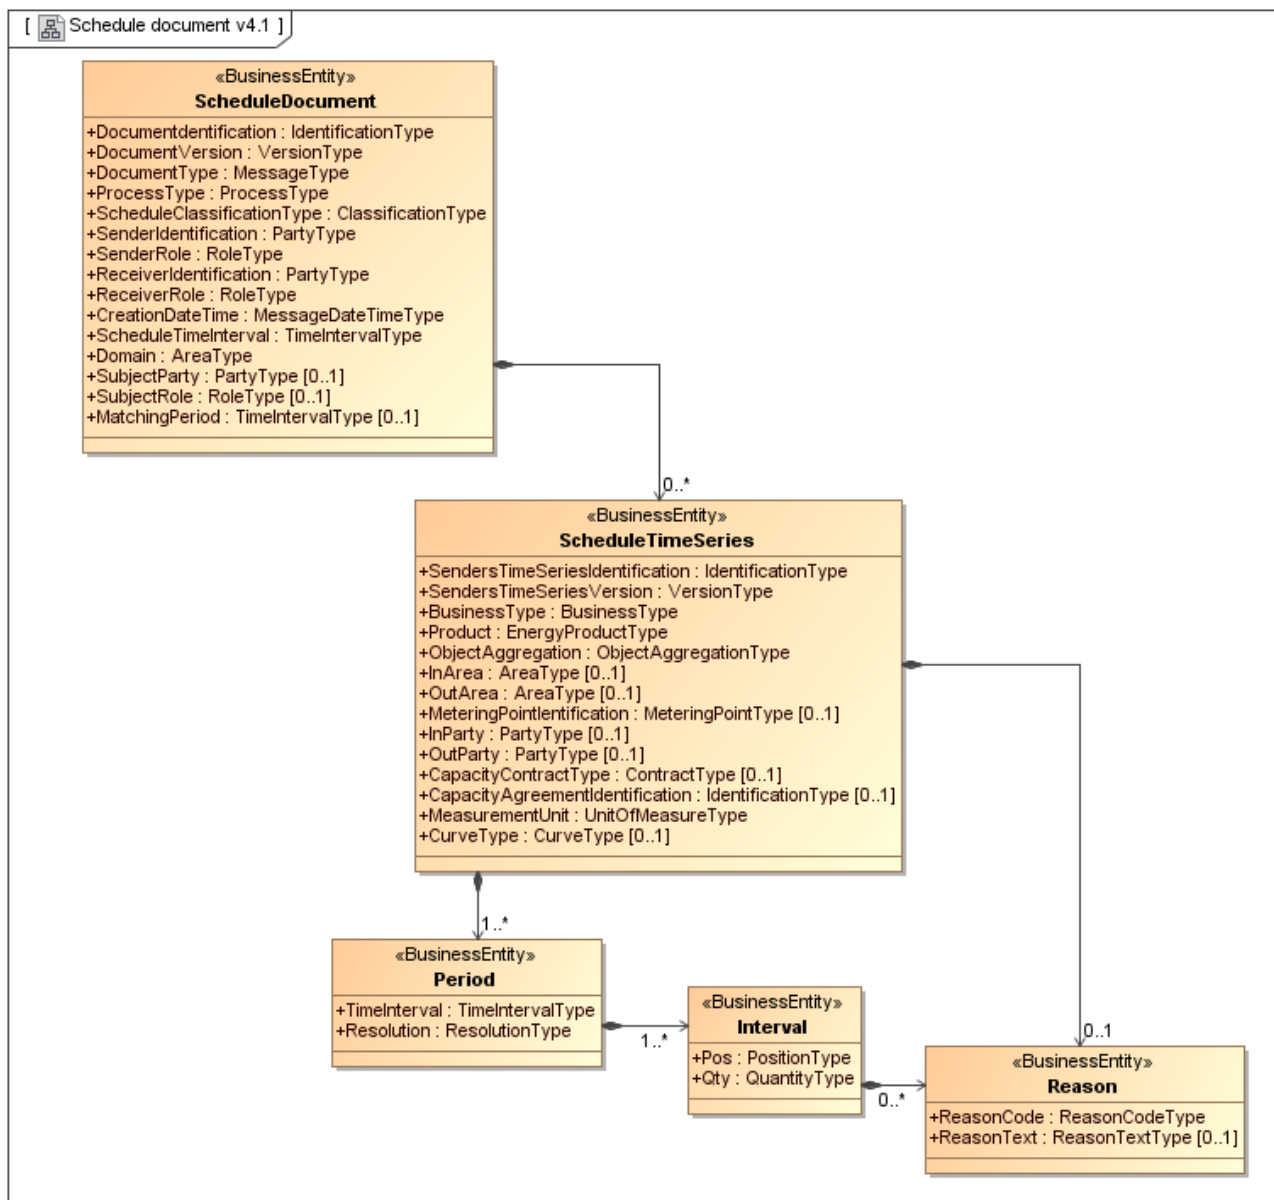 [ Schedule document v4.1 ]
«BusinessEntity»
ScheduleDocument
+DocumentIdentification : IdentificationType
+DocumentVersion : VersionType
+DocumentType : MessageType
+ProcessType : ProcessType
+ScheduleClassificationType : ClassificationType
+SenderIdentification : PartyType
+SenderRole : RoleType
+ReceiverIdentification : PartyType
+ReceiverRole : RoleType
+CreationDateTime : MessageDateTimeType
+ScheduleTimeInterval : TimeIntervalType
+Domain : AreaType
+SubjectParty : PartyType [0..1]
+SubjectRole : RoleType [0..1]
+MatchingPeriod : TimeIntervalType [0..1]
0..*
«BusinessEntity»
ScheduleTimeSeries
+SendersTimeSeriesIdentification : IdentificationType
+SendersTimeSeriesVersion : VersionType
+BusinessType : BusinessType
+Product : EnergyProductType
+ObjectAggregation : ObjectAggregationType
+InArea : AreaType [0..1]
+OutArea : AreaType [0..1]
+MeteringPointIentification : MeteringPointType [0..1]
+InParty : PartyType [0..1]
+OutParty : PartyType [0..1]
+CapacityContractType : ContractType [0..1]
+CapacityAgreementIdentification : IdentificationType [0..1]
+MeasurementUnit : UnitOfMeasureType
+CurveType : CurveType [0..1]
1..*
«BusinessEntity»
Period
+TimeInterval : TimeIntervalType
+Resolution : ResolutionType
1..*
«BusinessEntity»
Interval
+Pos : PositionType
+Qty : QuantityType
0..*
0..1
«BusinessEntity»
Reason
+ReasonCode : ReasonCodeType
+ReasonText : ReasonTextType [0..1]